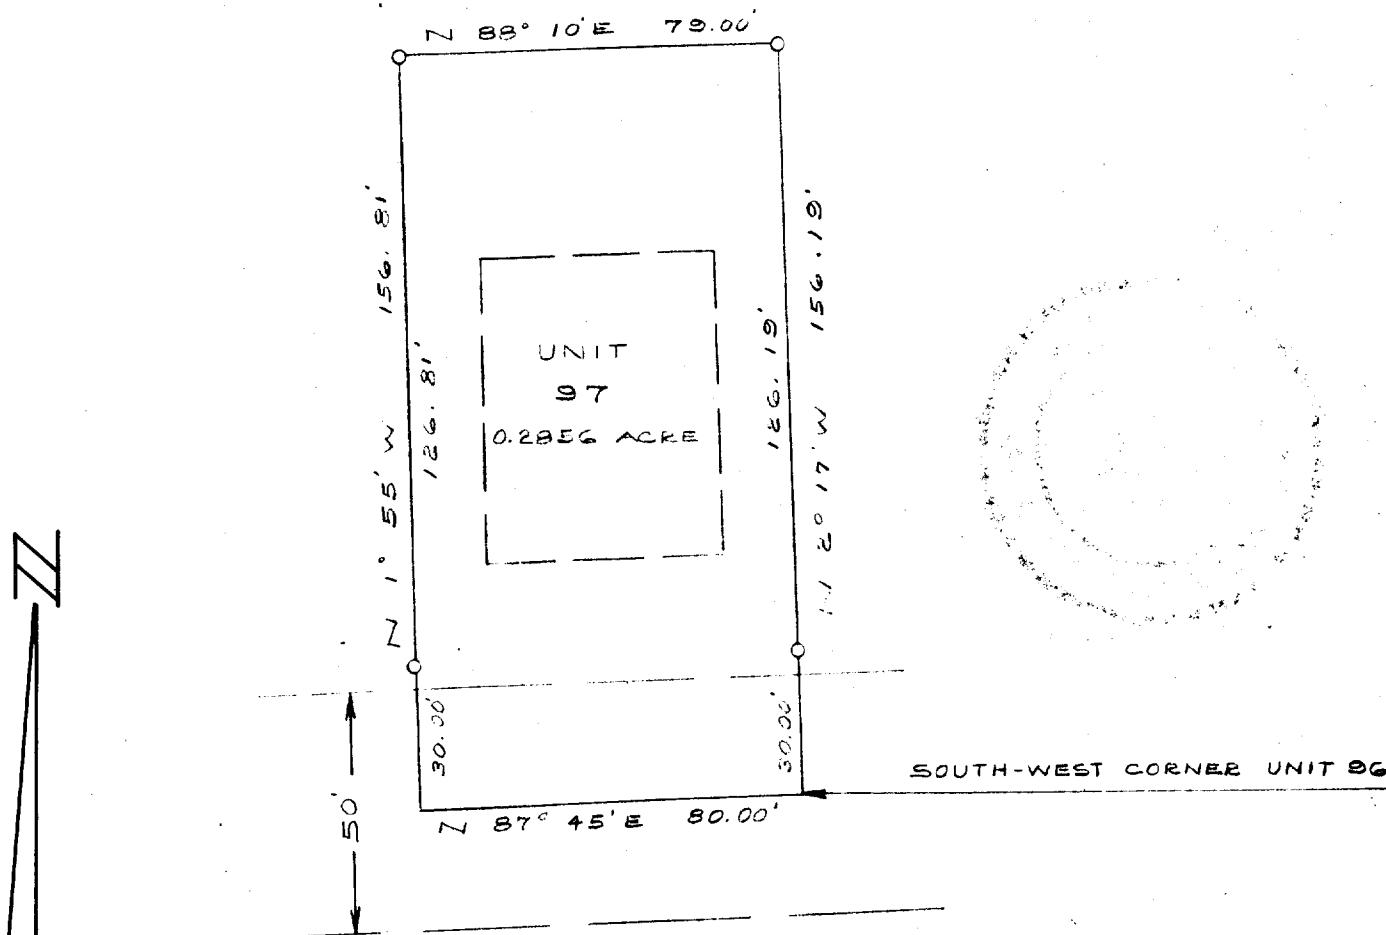 N 88° 10' E 79.00'
156.81'
126.81'
N 1° 55' W
156.19'
126.19'
N 2° 17' W
UNIT
97
0.2856 ACRE
N
30.00'
30.00'
50'
SOUTH-WEST CORNER UNIT 96
N 87° 45' E 80.00'